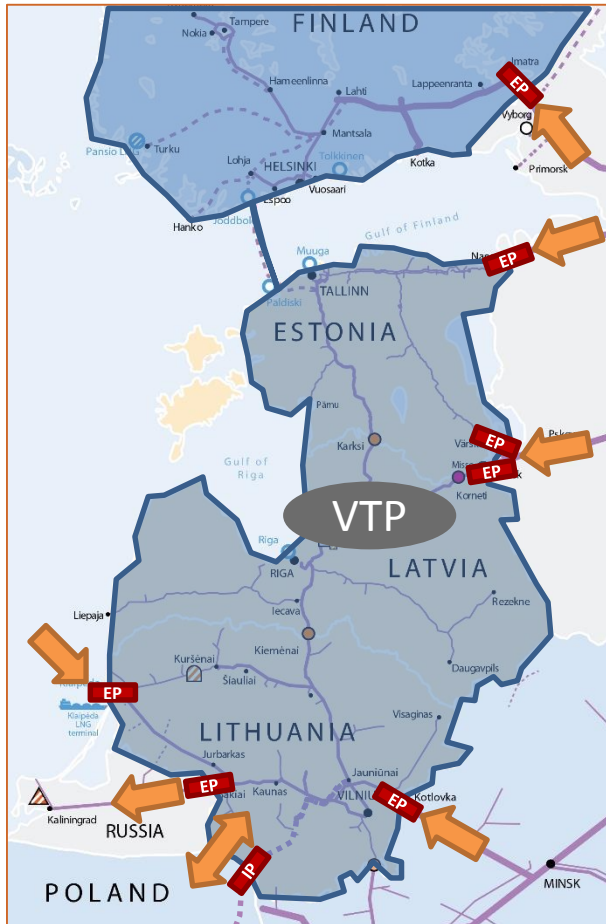 FINLAND
Tampere
Nokia
Imatra
EP
Hameenlinna
Lahti
Lappeenranta
Vyborg
Mantsala
Turku
Lohja
HELSINKI
Tolkkinen
Kotka
Primorsk
Vuosaari
Espoo
Hanko
Gulf of Finland
Muuga
EP
TALLINN
Paldiski
ESTONIA
Pärnu
Karksi
EP
EP
Korneti
Gulf of
Riga
VTP
Riga
RIGA
LATVIA
Iecava
Rezekne
Liepaja
Kiemėnai
Kuršėnai
Šiauliai
Daugavpils
EP
Klaipėda
LNG
terminal
LITHUANIA
Visaginas
Jurbarkas
Jauniūnai
EP
Kaunas
EP
Kotlovka
Kaliningrad
RUSSIA
IP
POLAND
MINSK